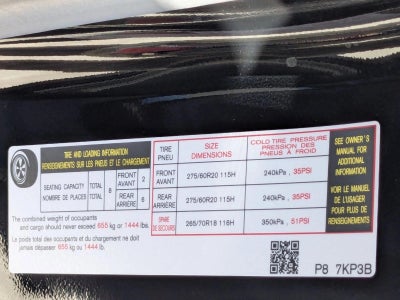 TIRE AND LOADING INFORMATION
RENSEIGNEMENTS SUR LES PNEUS ET LE CHARGEMENT
SEATING CAPACITY
NOMBRE DE PLACES
TOTAL
TOTAL
8
FRONT
AVANT
2
REAR
ARRIÈRE
6
The combined weight of occupants
and cargo should never exceed 655 kg or 1444 lbs.
Le poids total des occupants et du chargement ne doit
jamais dépasser 655 kg ou 1444 lb.
TIRE
PNEU
SIZE
DIMENSIONS
COLD TIRE PRESSURE
PRESSION DES
PNEUS À FROID
FRONT
AVANT
275/60R20 115H
240kPa, 35PSI
REAR
ARRIÈRE
275/60R20 115H
240kPa, 35PSI
SPARE
DE SECOURS
265/70R18 116H
350kPa, 51PSI
SEE OWNER'S
MANUAL FOR
ADDITIONAL
INFORMATION
VOIR LE MANUEL
DE L'USAGER
POUR PLUS DE
RENSEIGNEMENTS
P8 7KP3B